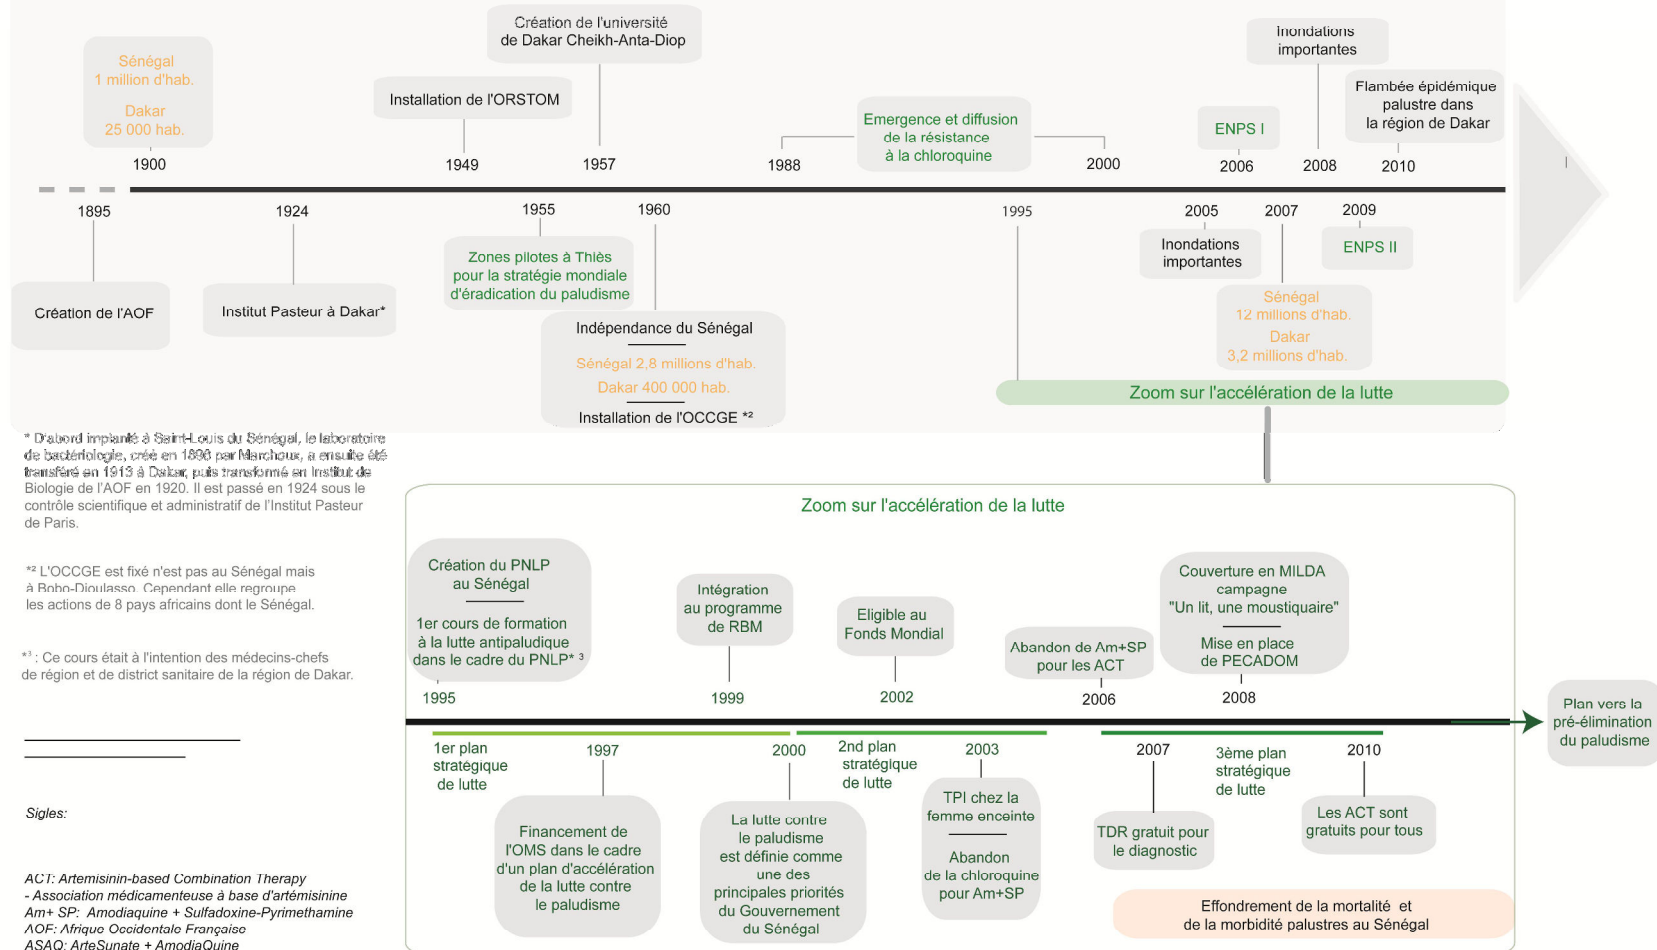 Création de l'université
de Dakar Cheikh-Anta-Diop
Inondations
importantes
Sénégal
1 million d'hab.
Dakar
25 000 hab.
Installation de l'ORSTOM
Emergence et diffusion
de la résistance
à la chloroquine
ENPS I
Flambée épidémique
palustre dans
la région de Dakar
1900
1949
1957
1988
2000
2006
2008
2010
1895
1924
1955
1960
1995
2005
2007
2009
Création de l'AOF
Institut Pasteur à Dakar*
Zones pilotes à Thiès
pour la stratégie mondiale
d'éradication du paludisme
Indépendance du Sénégal
Sénégal 2,8 millions d'hab.
Dakar 400 000 hab.
Installation de l'OCCGE *²
Inondations
importantes
ENPS II
Sénégal
12 millions d'hab.
Dakar
3,2 millions d'hab.
Zoom sur l'accélération de la lutte
* D'abord implanté à Saint-Louis du Sénégal, le laboratoire
de bactériologie, créé en 1896 par Marchoux, a ensuite été
transféré en 1913 à Dakar, puis transformé en Institut de
Biologie de l'AOF en 1920. Il est passé en 1924 sous le
contrôle scientifique et administratif de l'Institut Pasteur
de Paris.
*² L'OCCGE est fixé n'est pas au Sénégal mais
à Bobo-Dioulasso. Cependant elle regroupe
les actions de 8 pays africains dont le Sénégal.
*³ : Ce cours était à l'intention des médecins-chefs
de région et de district sanitaire de la région de Dakar.
Sigles:
ACT: Artemisinin-based Combination Therapy
- Association médicamenteuse à base d'artémisinine
Am+ SP: Amodiaquine + Sulfadoxine-Pyrimethamine
AOF: Afrique Occidentale Française
ASAQ: ArteSunate + AmodiaQuine
Zoom sur l'accélération de la lutte
Création du PNLP
au Sénégal
1er cours de formation
à la lutte antipaludique
dans le cadre du PNLP* ³
Intégration
au programme
de RBM
Eligible au
Fonds Mondial
Abandon de Am+SP
pour les ACT
Couverture en MILDA
campagne
"Un lit, une moustiquaire"
Mise en place
de PECADOM
1995
1999
2002
2006
2008
Plan vers la
pré-élimination
du paludisme
1er plan
stratégique
de lutte
1997
2000
2nd plan
stratégique
de lutte
2003
2007
3ème plan
stratégique
de lutte
2010
Financement de
l'OMS dans le cadre
d'un plan d'accélération
de la lutte contre
le paludisme
La lutte contre
le paludisme
est définie comme
une des
principales priorités
du Gouvernement
du Sénégal
TPI chez la
femme enceinte
Abandon
de la chloroquine
pour Am+SP
TDR gratuit pour
le diagnostic
Les ACT sont
gratuits pour tous
Effondrement de la mortalité et
de la morbidité palustres au Sénégal